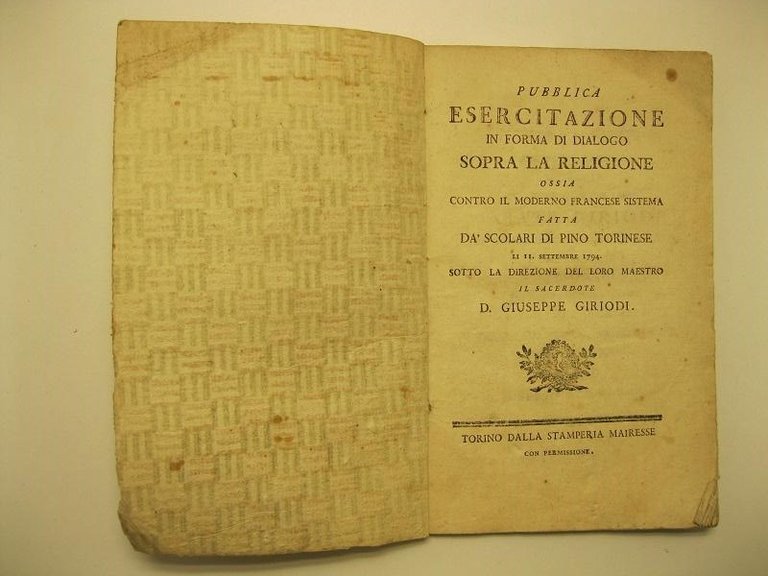 PUBBLICA
ESERCITAZIONE
IN FORMA DI DIALOGO
SOPRA LA RELIGIONE
OSSIA
CONTRO IL MODERNO FRANCESE SISTEMA
FATTA
DA' SCOLARI DI PINO TORINESE
LI 11. SETTEMBRE 1794.
SOTTO LA DIREZIONE DEL LORO MAESTRO
IL SACERDOTE
D. GIUSEPPE GIRIODI.
TORINO DALLA STAMPERIA MAIRESSE
CON PERMISSIONE.